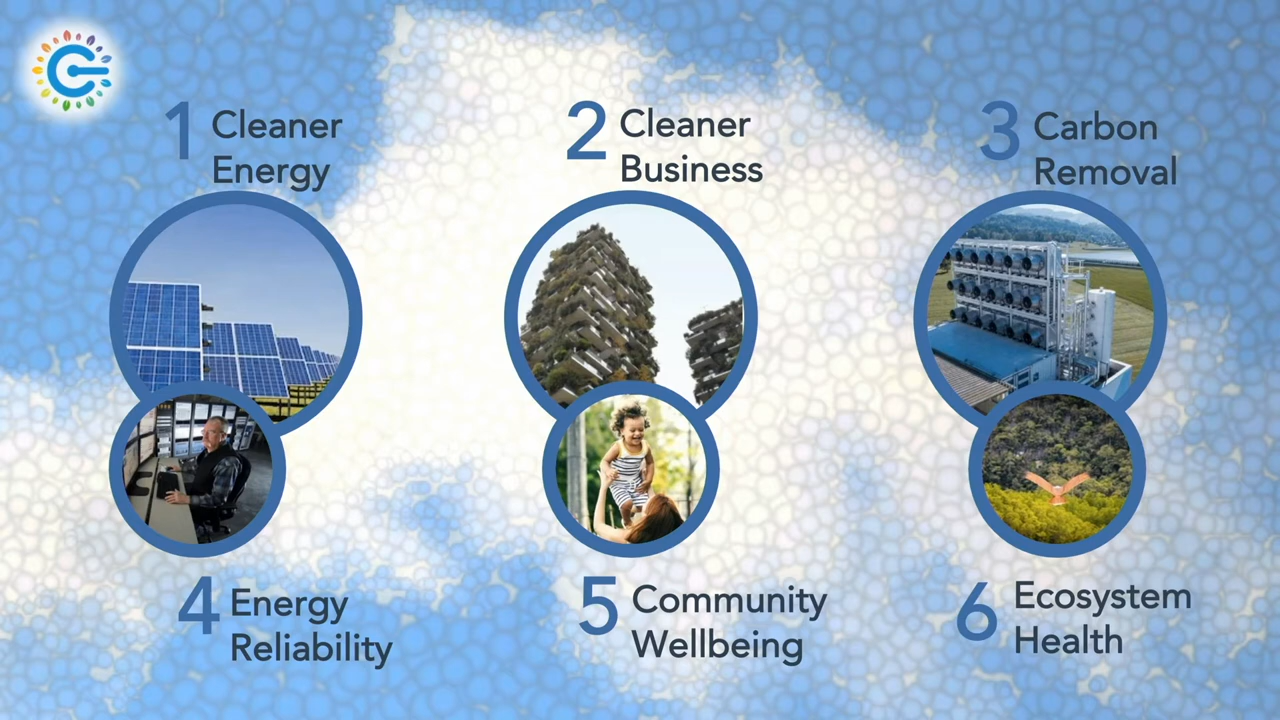 1 Cleaner
Energy
2 Cleaner
Business
3 Carbon
Removal
4 Energy
Reliability
5 Community
Wellbeing
6 Ecosystem
Health